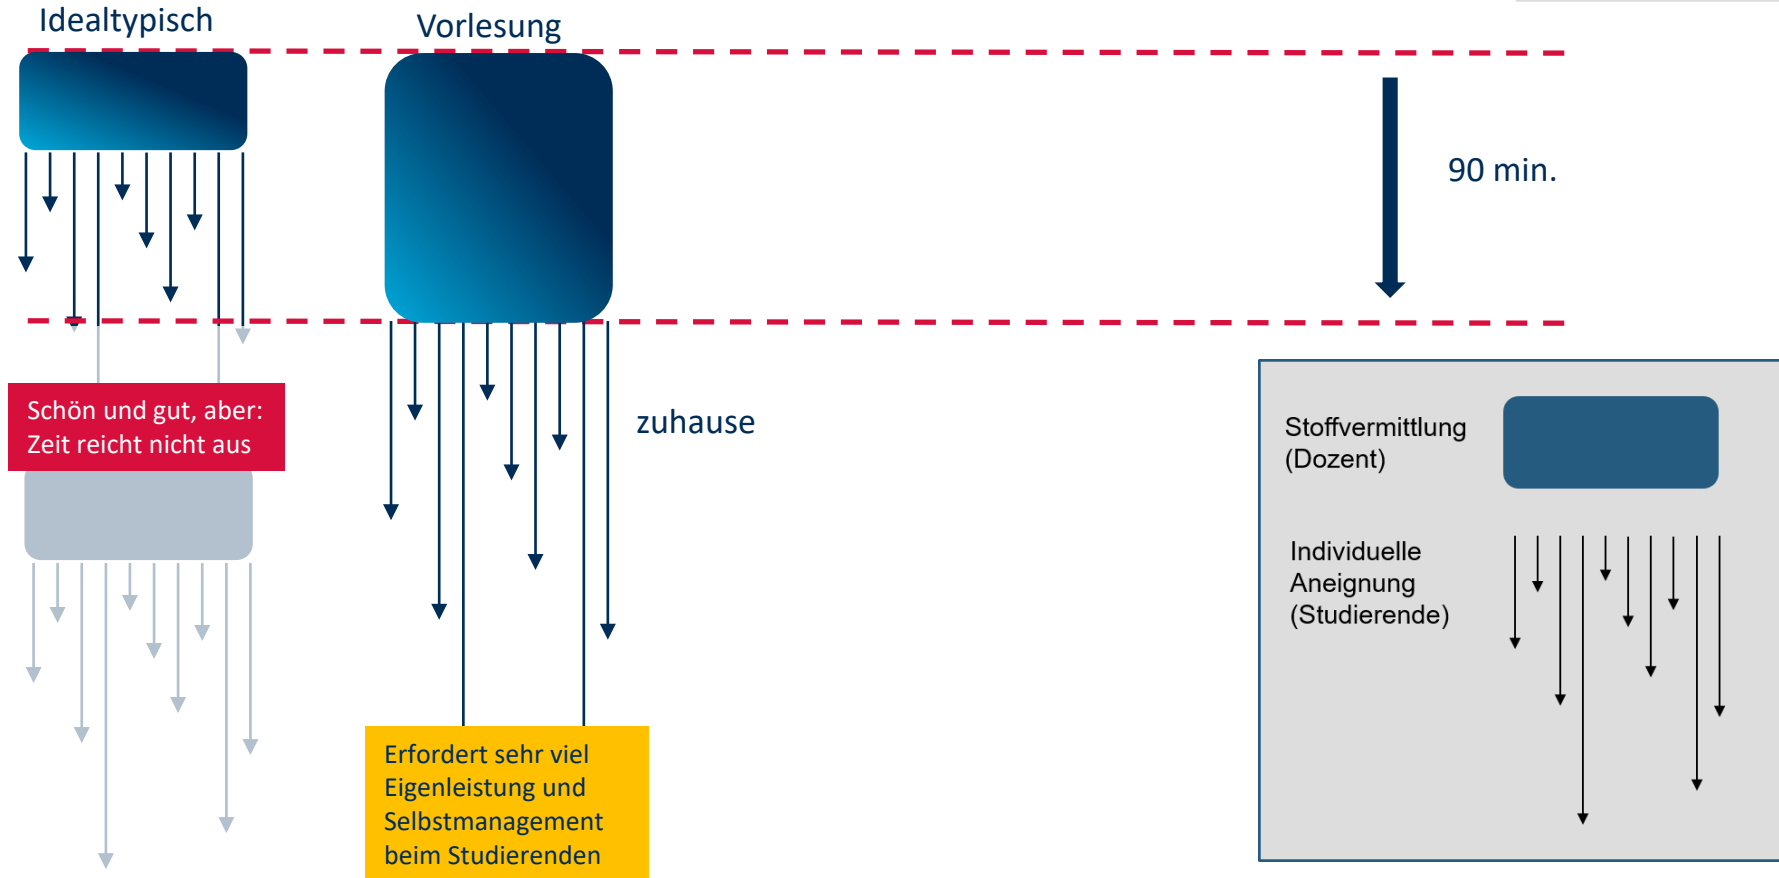 Idealtypisch
Vorlesung
90 min.
Schön und gut, aber:
Zeit reicht nicht aus
zuhause
Erfordert sehr viel
Eigenleistung und
Selbstmanagement
beim Studierenden
Stoffvermittlung
(Dozent)
Individuelle
Aneignung
(Studierende)